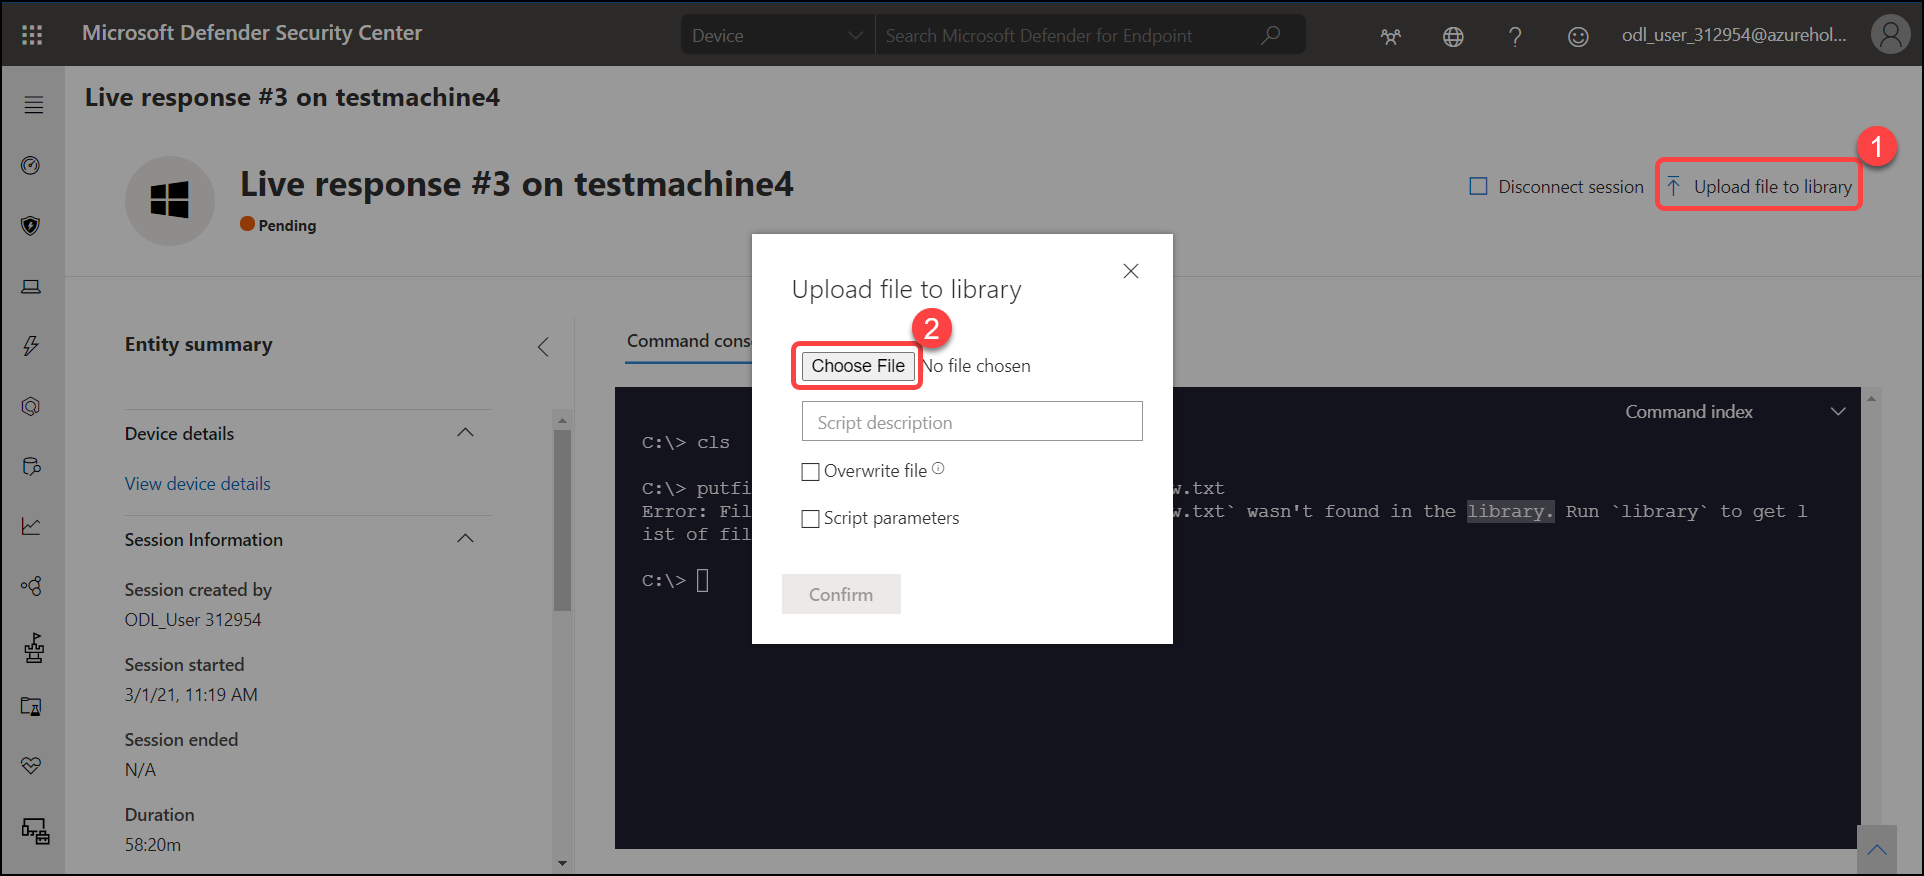 Microsoft Defender Security Center
Device
Search Microsoft Defender for Endpoint
odl_user_312954@azurehol...
Live response #3 on testmachine4
Live response #3 on testmachine4
Pending
Disconnect session
Upload file to library
1
Upload file to library
2
Choose File
No file chosen
Script description
Overwrite file
Script parameters
Confirm
Entity summary
Device details
View device details
Session Information
Session created by
ODL_User 312954
Session started
3/1/21, 11:19 AM
Session ended
N/A
Duration
58:20m
Command cons
Command index
C:\> cls
C:\> putfi w.txt
Error: Fil w.txt` wasn't found in the library. Run `library` to get l
ist of fil
C:\>